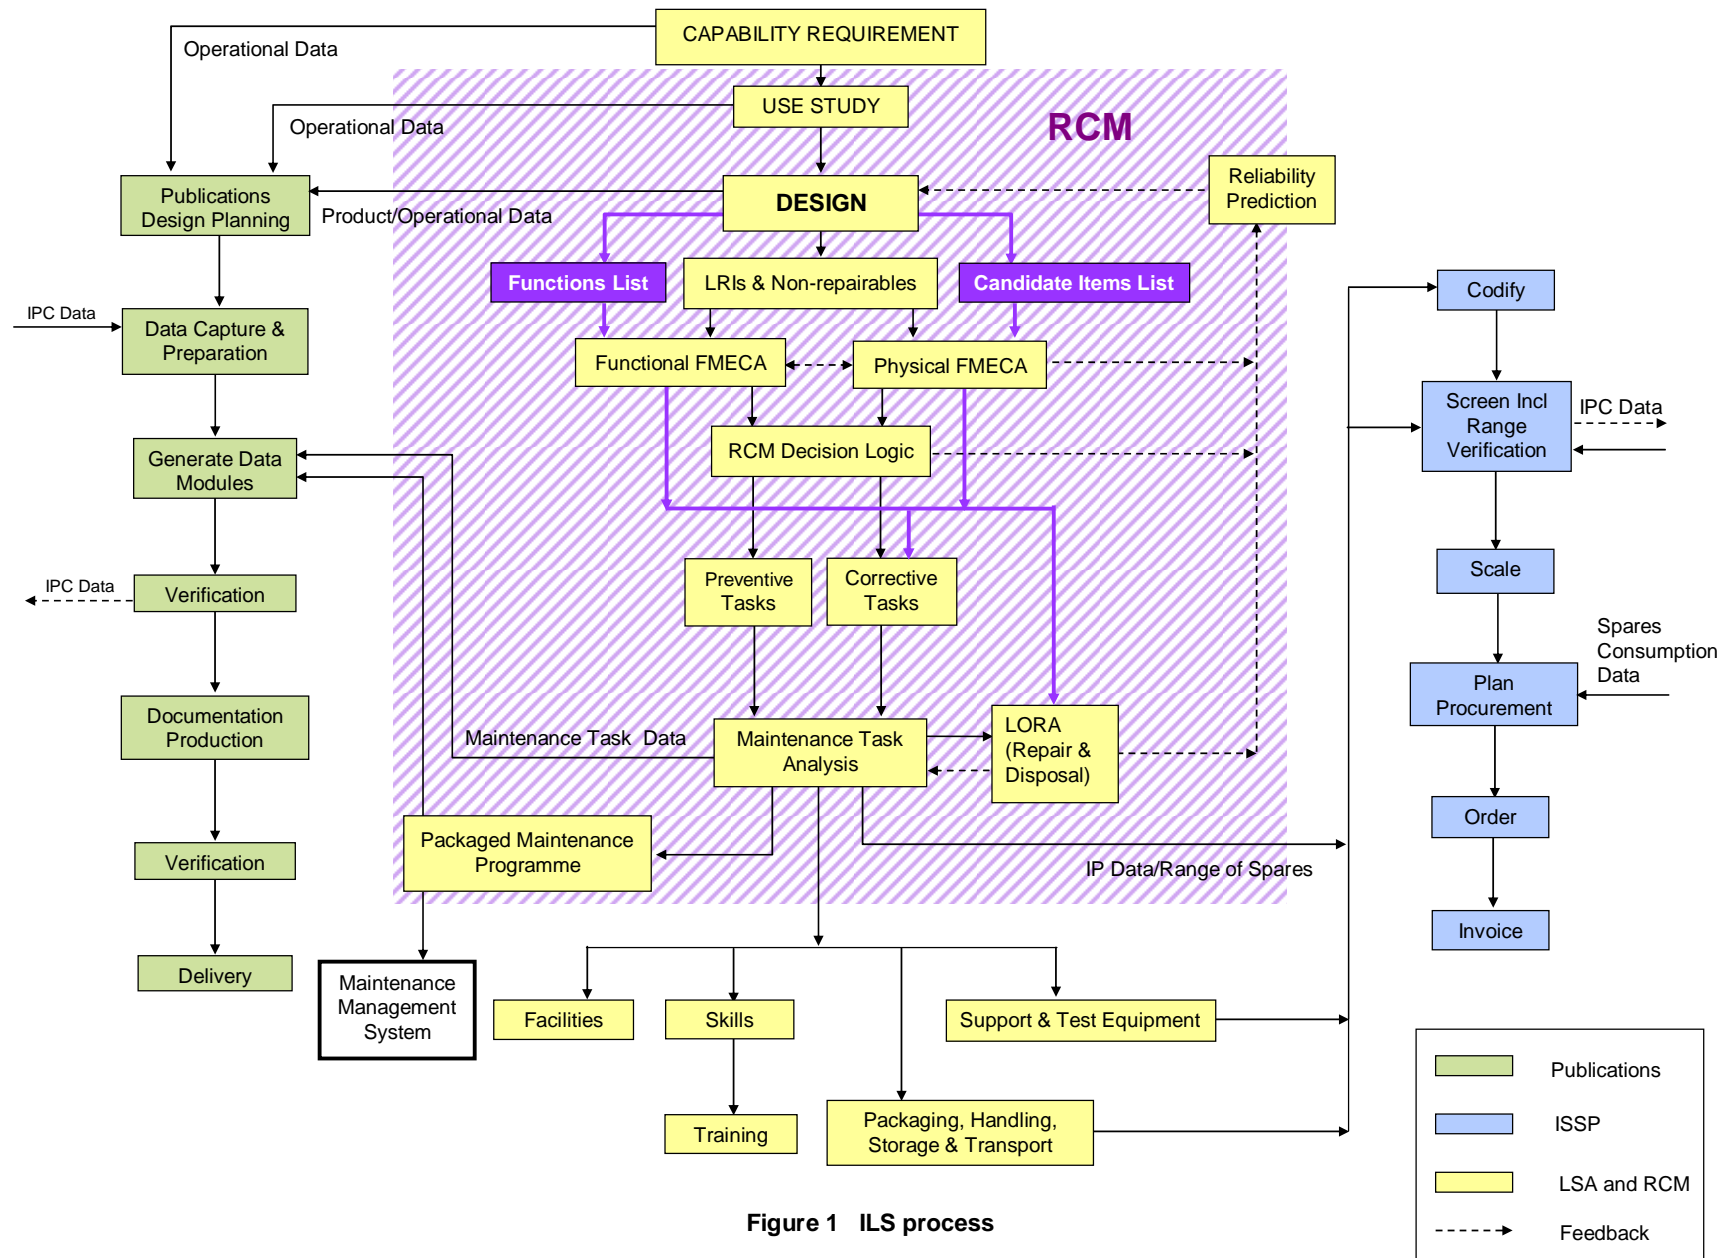 CAPABILITY REQUIREMENT
Operational Data
USE STUDY
Operational Data
RCM
Publications
Design Planning
DESIGN
Reliability
Prediction
Product/Operational Data
Functions List
LRIs & Non-repairables
Candidate Items List
Codify
IPC Data
Data Capture &
Preparation
Functional FMECA
Physical FMECA
Screen Incl
Range
Verification
IPC Data
Generate Data
Modules
RCM Decision Logic
IPC Data
Verification
Preventive
Tasks
Corrective
Tasks
Scale
Spares
Consumption
Data
Plan
Procurement
Documentation
Production
Maintenance Task  Data
Maintenance Task
Analysis
LORA
(Repair &
Disposal)
Order
Verification
Packaged Maintenance
Programme
IP Data/Range of Spares
Invoice
Delivery
Maintenance
Management
System
Facilities
Skills
Support & Test Equipment
Training
Packaging, Handling,
Storage & Transport
Publications
ISSP
LSA and RCM
Feedback
Figure 1   ILS process